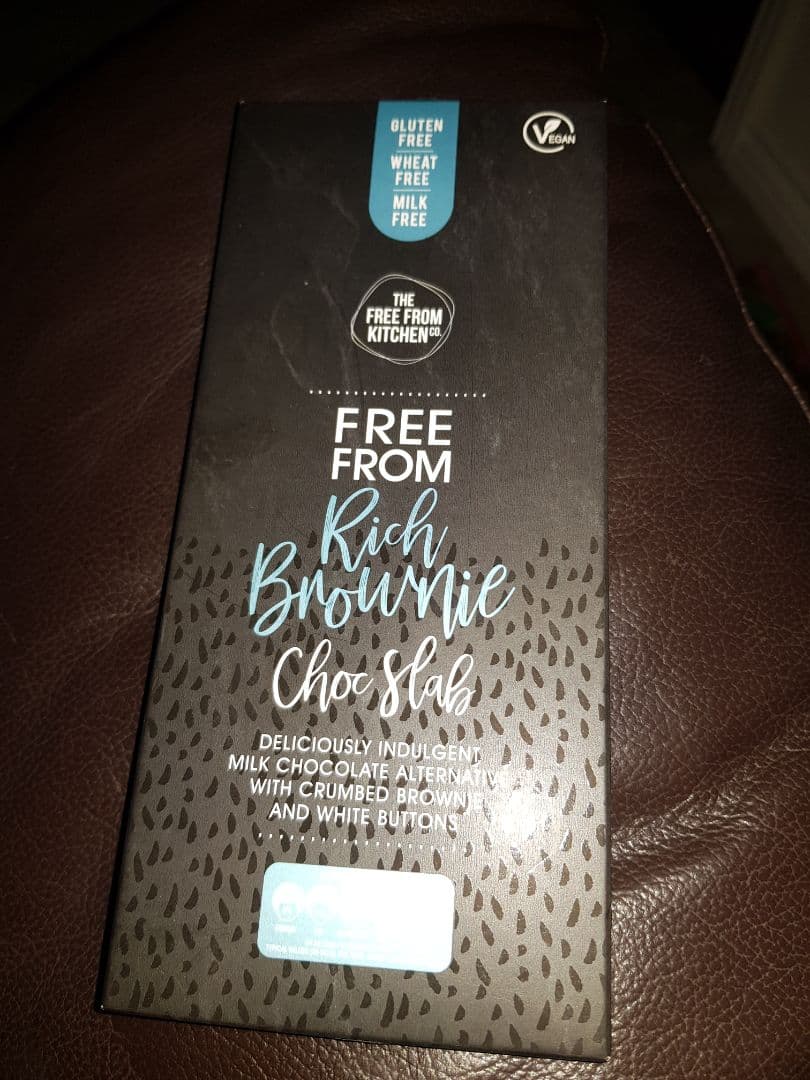 GLUTEN
FREE
WHEAT
FREE
MILK
FREE
VEGAN
THE
FREE FROM
KITCHEN CO.
FREE
FROM
Rich
Brownie
Choc Slab
DELICIOUSLY INDULGENT
MILK CHOCOLATE ALTERNATIVE
WITH CRUMBED BROWNIE
AND WHITE BUTTONS